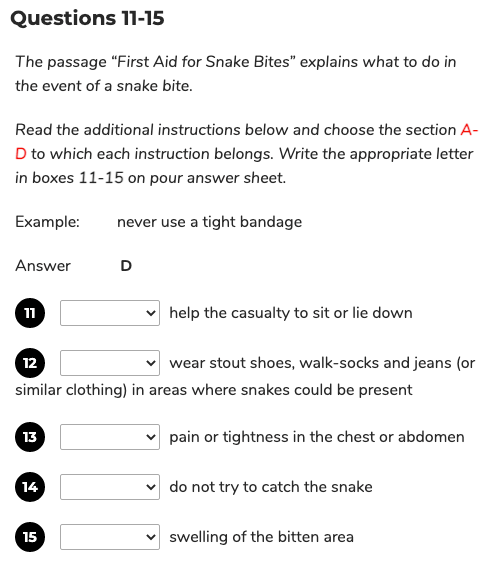 Questions 11-15
The passage “First Aid for Snake Bites” explains what to do in
the event of a snake bite.
Read the additional instructions below and choose the section A-
D to which each instruction belongs. Write the appropriate letter
in boxes 11-15 on pour answer sheet.
Example: never use a tight bandage
Answer D
11 help the casualty to sit or lie down
12 wear stout shoes, walk-socks and jeans (or
similar clothing) in areas where snakes could be present
13 pain or tightness in the chest or abdomen
14 do not try to catch the snake
15 swelling of the bitten area